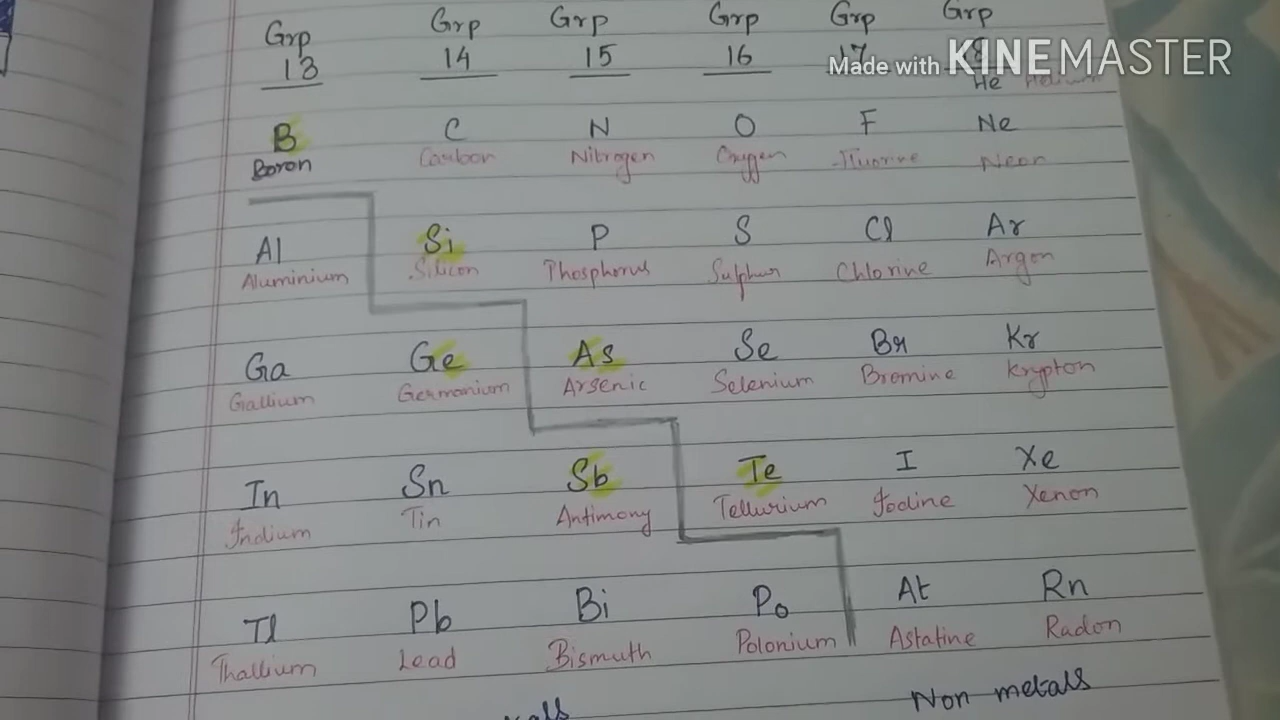 Grp Grp Grp Grp Grp Grp
13 14 15 16 17
Made with KINEMASTER
He Helium
B C N O F Ne
Boron Carbon Nitrogen Oxygen Fluorine Neon
Al Si P S Cl Ar
Aluminium Silicon Phosphorus Sulphur Chlorine Argon
Ga Ge As Se Br Kr
Gallium Germanium Arsenic Selenium Bromine Krypton
In Sn Sb Te I Xe
Indium Tin Antimony Tellurium Iodine Xenon
Tl Pb Bi Po At Rn
Thallium Lead Bismuth Polonium Astatine Radon
Non metals